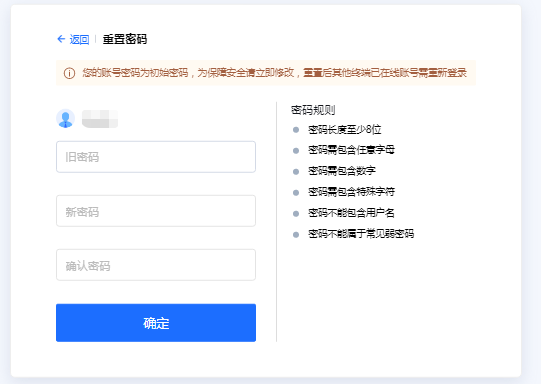 返回 | 重置密码
您的账号密码为初始密码，为保障安全请立即修改，重置后其他终端已在线账号需重新登录
旧密码
新密码
确认密码
确定
密码规则
密码长度至少8位
密码需包含任意字母
密码需包含数字
密码需包含特殊字符
密码不能包含用户名
密码不能属于常见弱密码